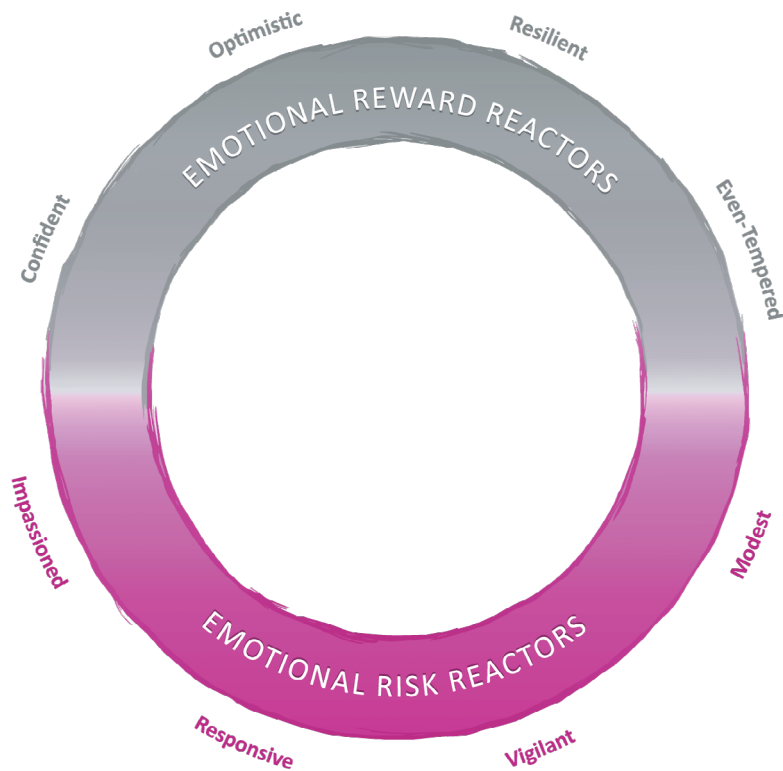 Optimistic
Resilient
EMOTIONAL REWARD REACTORS
Confident
Even-Tempered
Impassioned
Modest
EMOTIONAL RISK REACTORS
Responsive
Vigilant